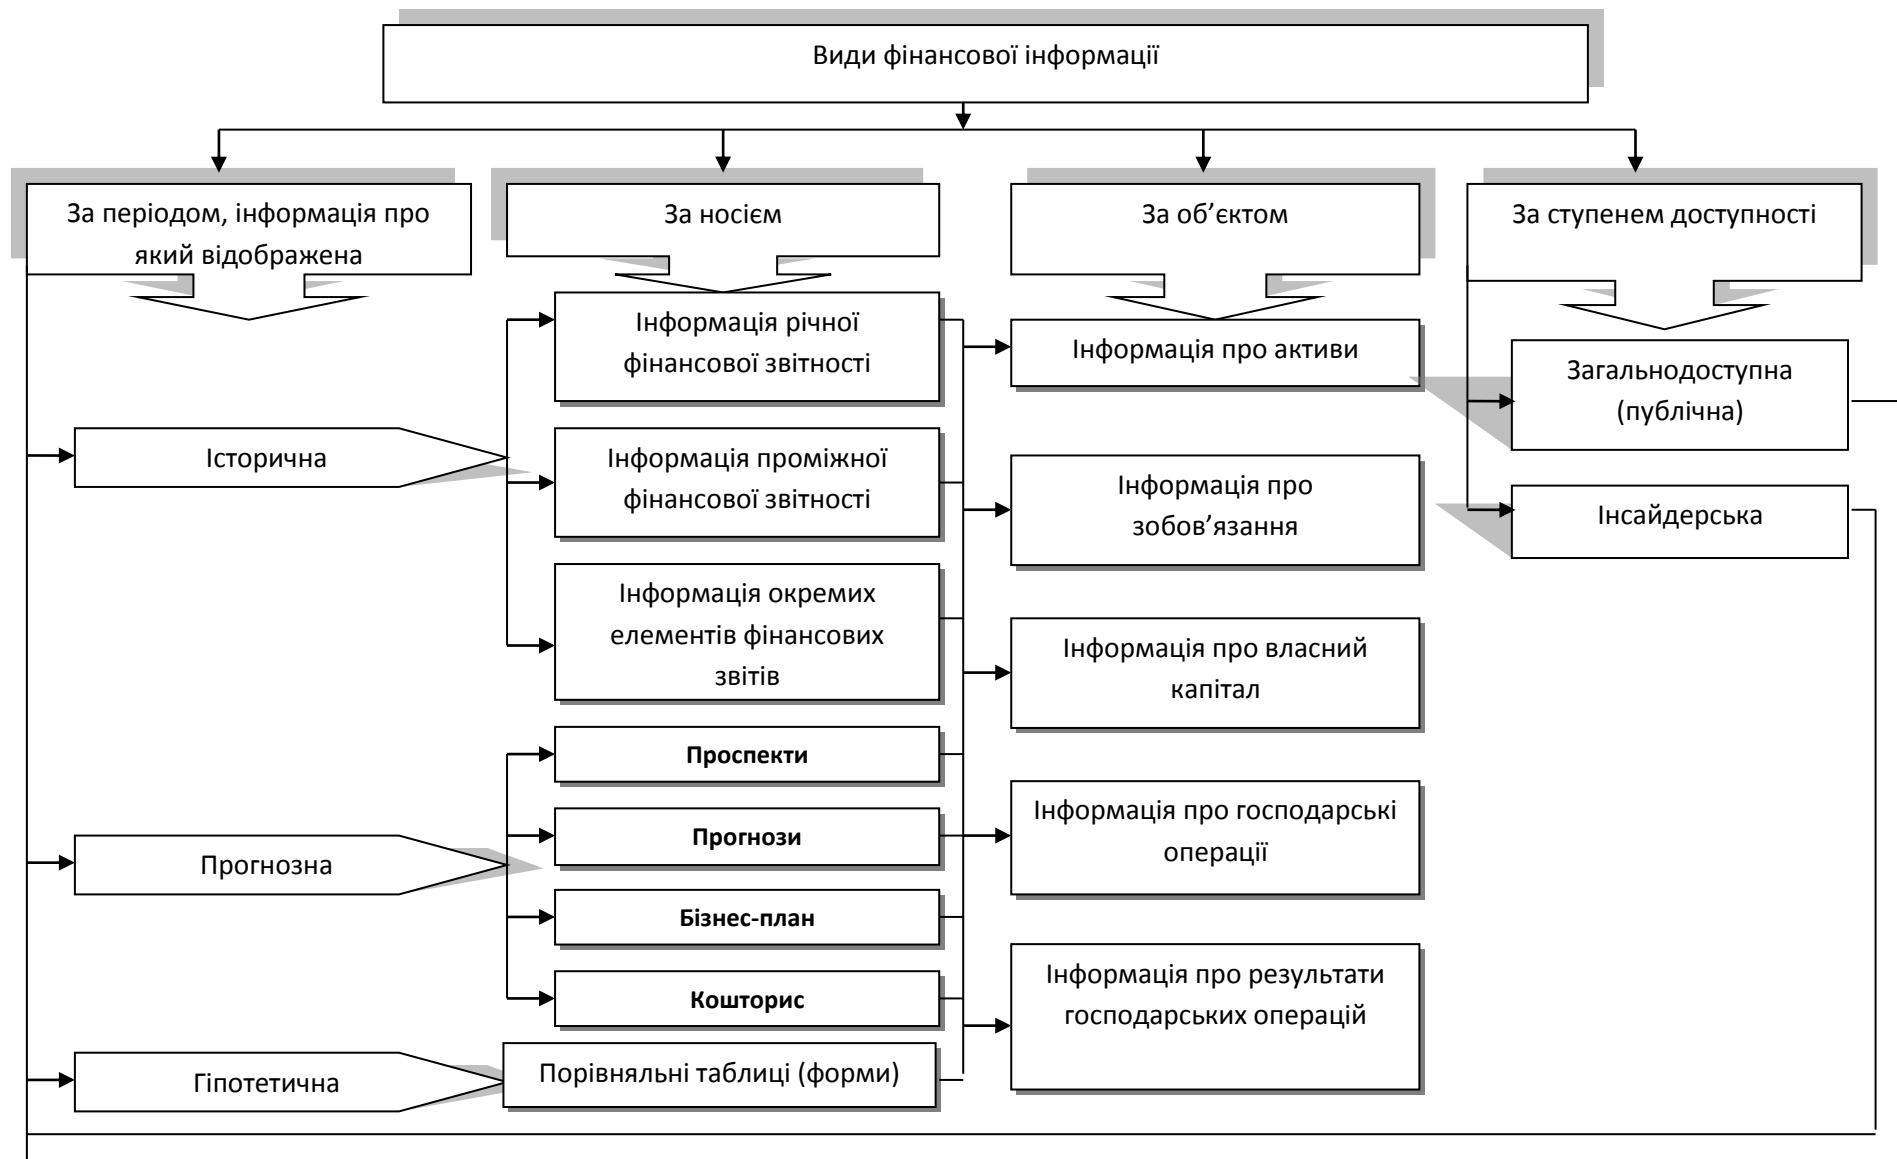 Види фінансової інформації
За періодом, інформація про
який відображена
За носієм
За об’єктом
За ступенем доступності
Історична
Прогнозна
Гіпотетична
Інформація річної
фінансової звітності
Інформація проміжної
фінансової звітності
Інформація окремих
елементів фінансових
звітів
Проспекти
Прогнози
Бізнес-план
Кошторис
Порівняльні таблиці (форми)
Інформація про активи
Інформація про
зобов’язання
Інформація про власний
капітал
Інформація про господарські
операції
Інформація про результати
господарських операцій
Загальнодоступна
(публічна)
Інсайдерська